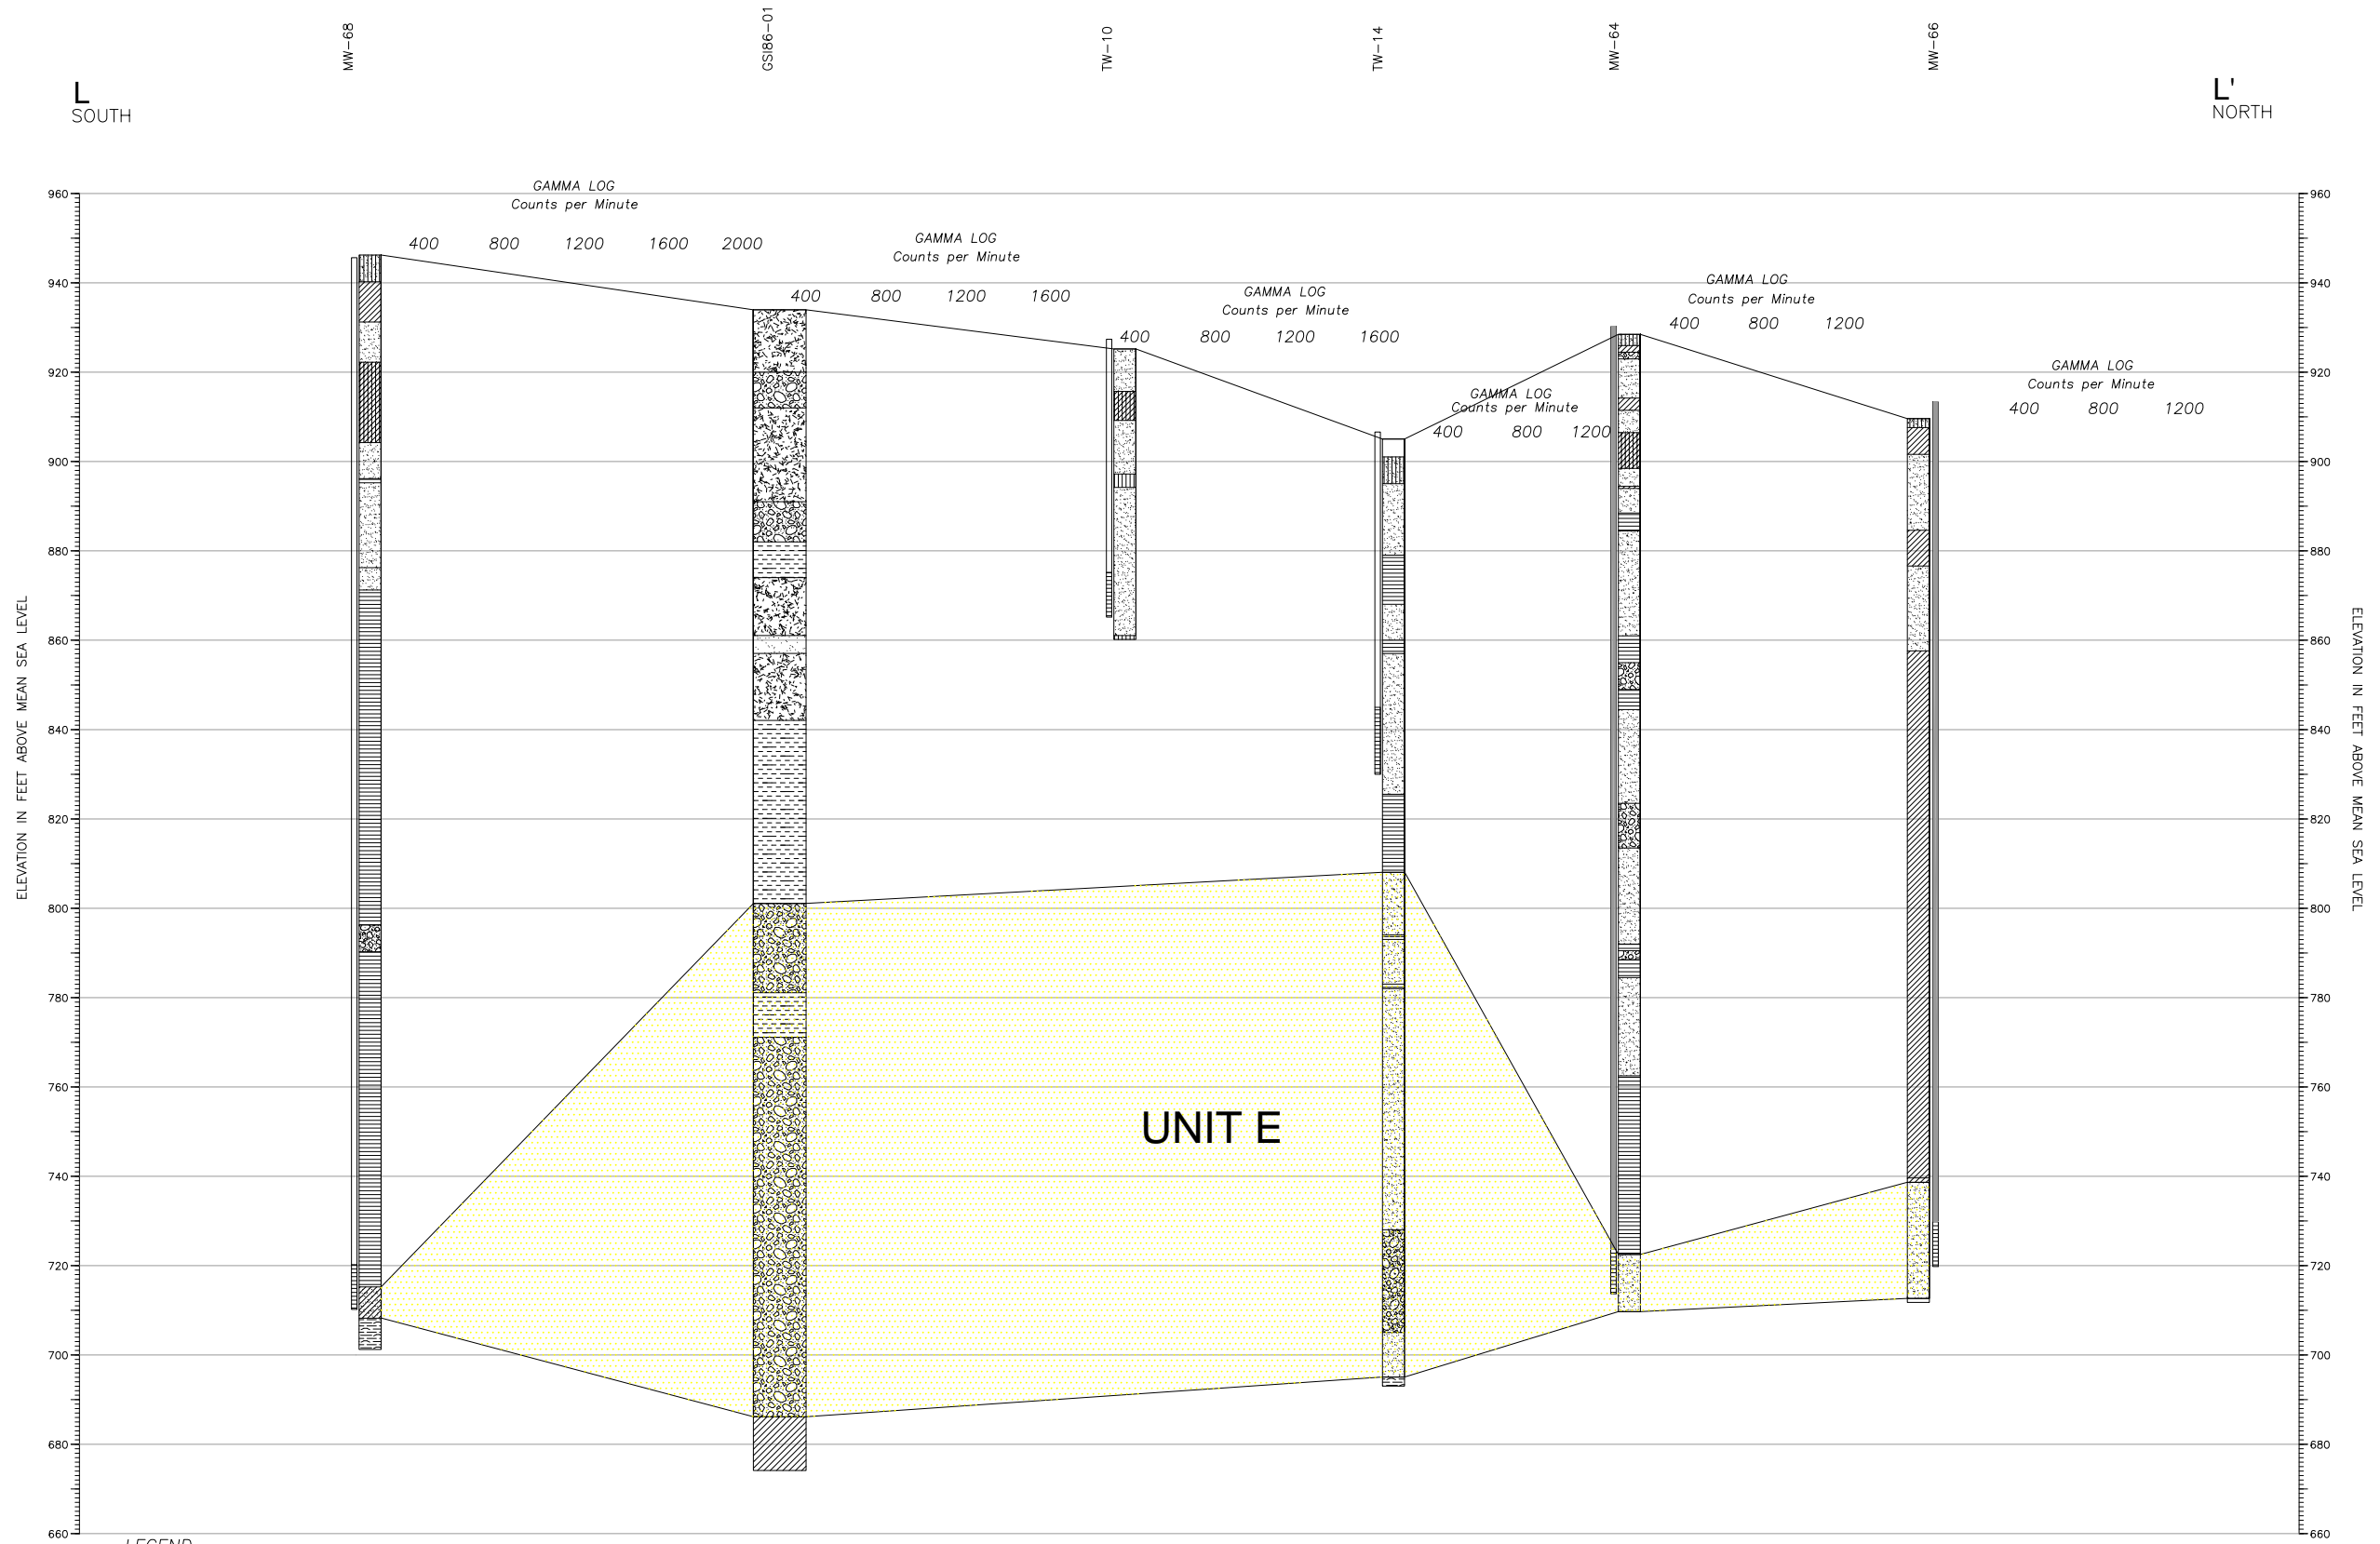 MW-68
GSI86-01
TW-10
TW-14
MW-64
MW-66
L
SOUTH
L'
NORTH
GAMMA LOG
Counts per Minute
400 800 1200 1600 2000
GAMMA LOG
Counts per Minute
400 800 1200 1600
GAMMA LOG
Counts per Minute
400 800 1200 1600
GAMMA LOG
Counts per Minute
400 800 1200
GAMMA LOG
Counts per Minute
400 800 1200
GAMMA LOG
Counts per Minute
400 800 1200
ELEVATION IN FEET ABOVE MEAN SEA LEVEL
960
940
920
900
880
860
840
820
800
780
760
740
720
700
680
660
UNIT E
960
940
920
900
880
860
840
820
800
780
760
740
720
700
680
660
ELEVATION IN FEET ABOVE MEAN SEA LEVEL
LEGEND